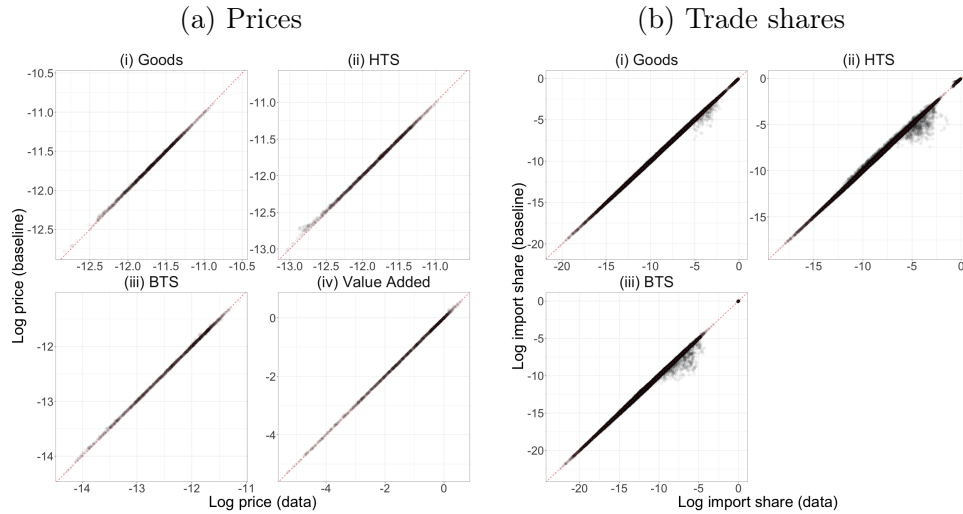 (a) Prices
(b) Trade shares
(i) Goods
(ii) HTS
-10.5
-11.0
-11.5
-12.0
-12.5
-12.5 -12.0 -11.5 -11.0 -10.5
-11.0
-11.5
-12.0
-12.5
-13.0
-13.0 -12.5 -12.0 -11.5 -11.0
(iii) BTS
(iv) Value Added
-12
-13
-14
-14 -13 -12 -11
0
-2
-4
-4 -2 0
Log price (baseline)
Log price (data)
(i) Goods
(ii) HTS
0
-5
-10
-15
-20
-20 -15 -10 -5 0
0
-5
-10
-15
-15 -10 -5 0
(iii) BTS
0
-5
-10
-15
-20
-20 -15 -10 -5 0
Log import share (baseline)
Log import share (data)